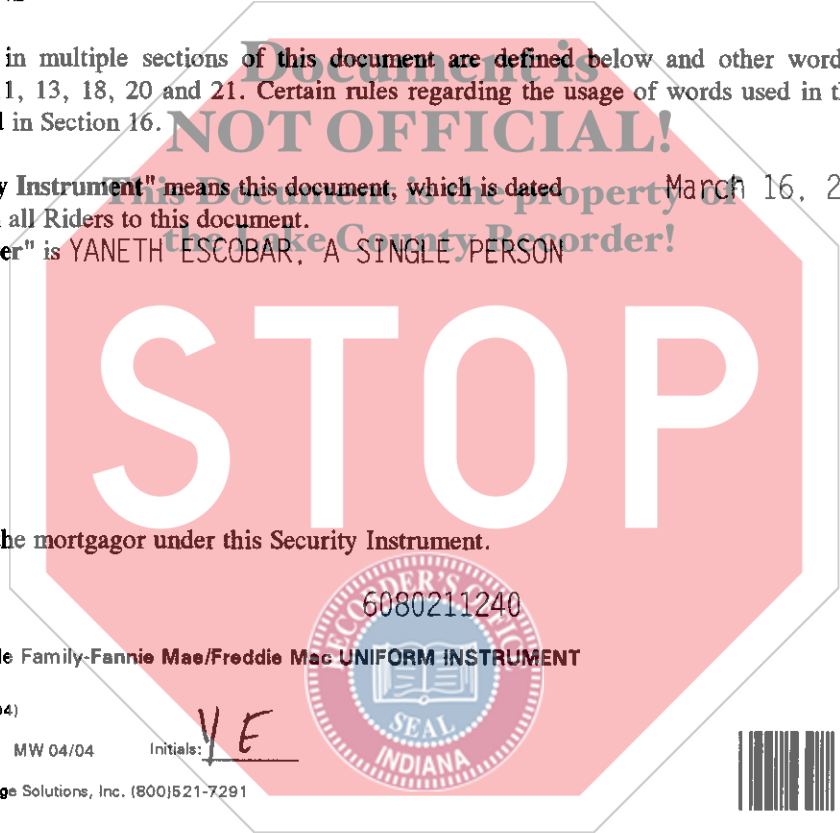 in multiple sections of this document are defined below and other word
1, 13, 18, 20 and 21. Certain rules regarding the usage of words used in
in Section 16.
Document is
NOT OFFICIAL!
This Document is the property of
the Lake County Recorder!
Instrument" means this document, which is dated March 16, 2
all Riders to this document.
er" is YANETH ESCOBAR, A SINGLE PERSON
STOP
he mortgagor under this Security Instrument.
6080211240
RECORDER'S OFFICE
SEAL
INDIANA
le Family-Fannie Mae/Freddie Mac UNIFORM INSTRUMENT
04)
MW 04/04 Initials: Y E
ge Solutions, Inc. (800)521-7291